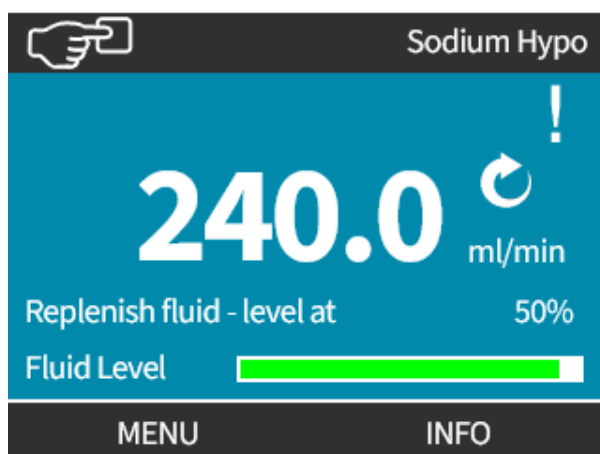 Sodium Hypo
!
240.0
ml/min
Replenish fluid - level at 50%
Fluid Level
MENU INFO